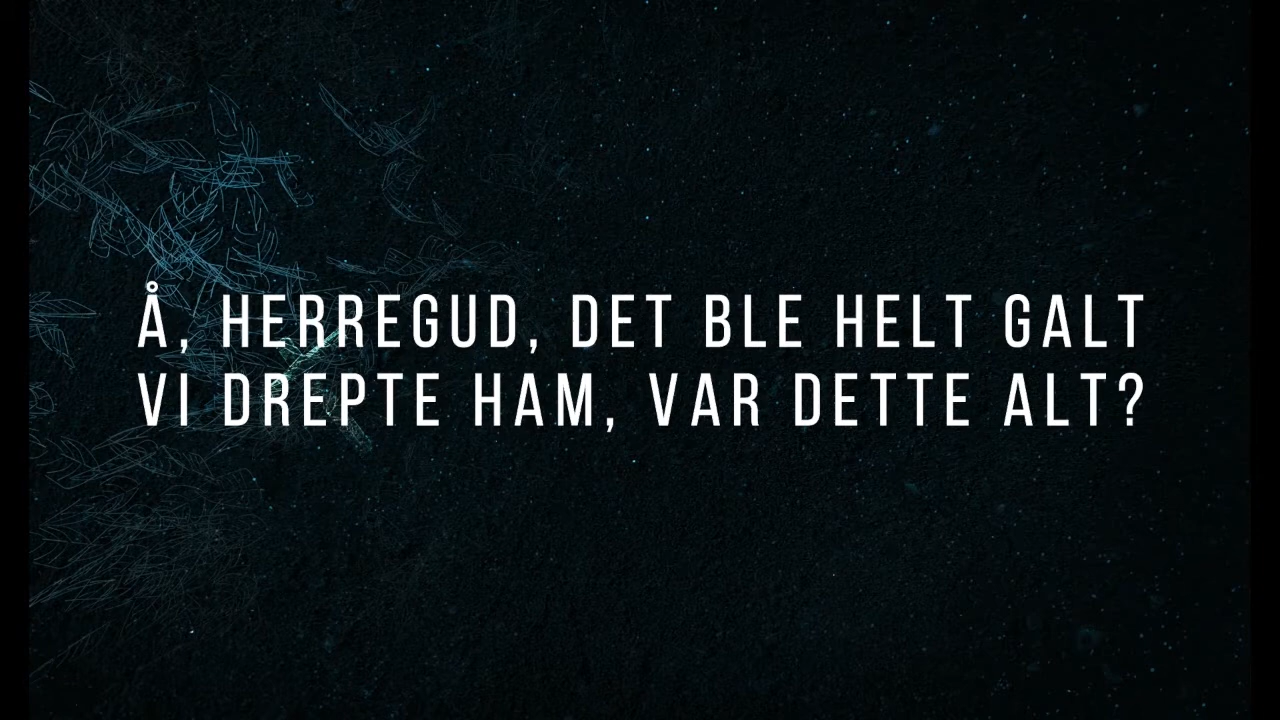 Å, HERREGUD, DET BLE HELT GALT
VI DREPTE HAM, VAR DETTE ALT?